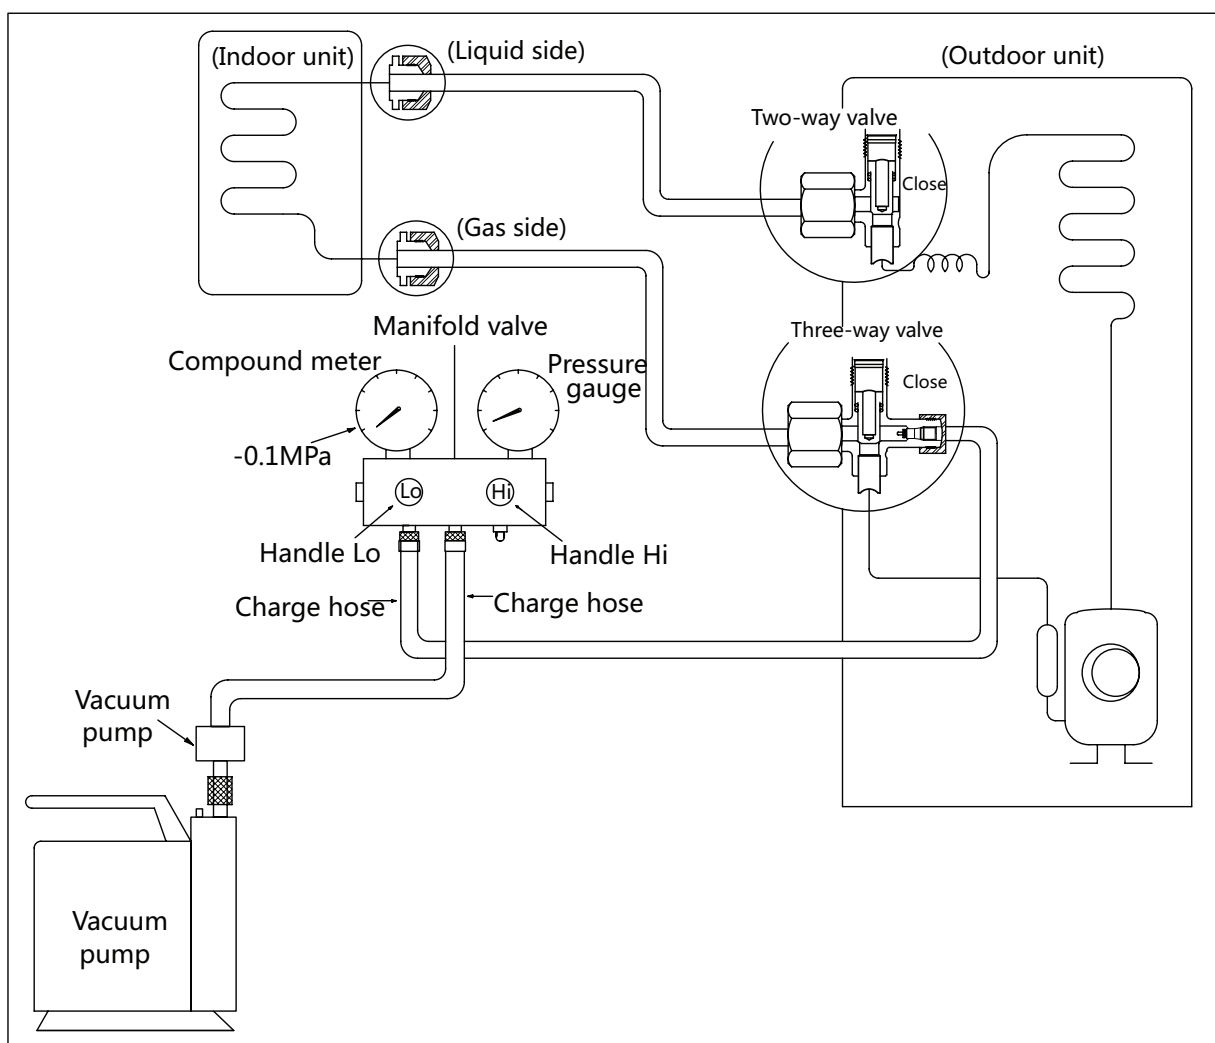 (Indoor unit)
(Liquid side)
(Outdoor unit)
Two-way valve
Close
(Gas side)
Manifold valve
Three-way valve
Compound meter
Pressure
gauge
Close
-0.1MPa
Lo
Hi
Handle Lo
Handle Hi
Charge hose
Charge hose
Vacuum
pump
Vacuum
pump